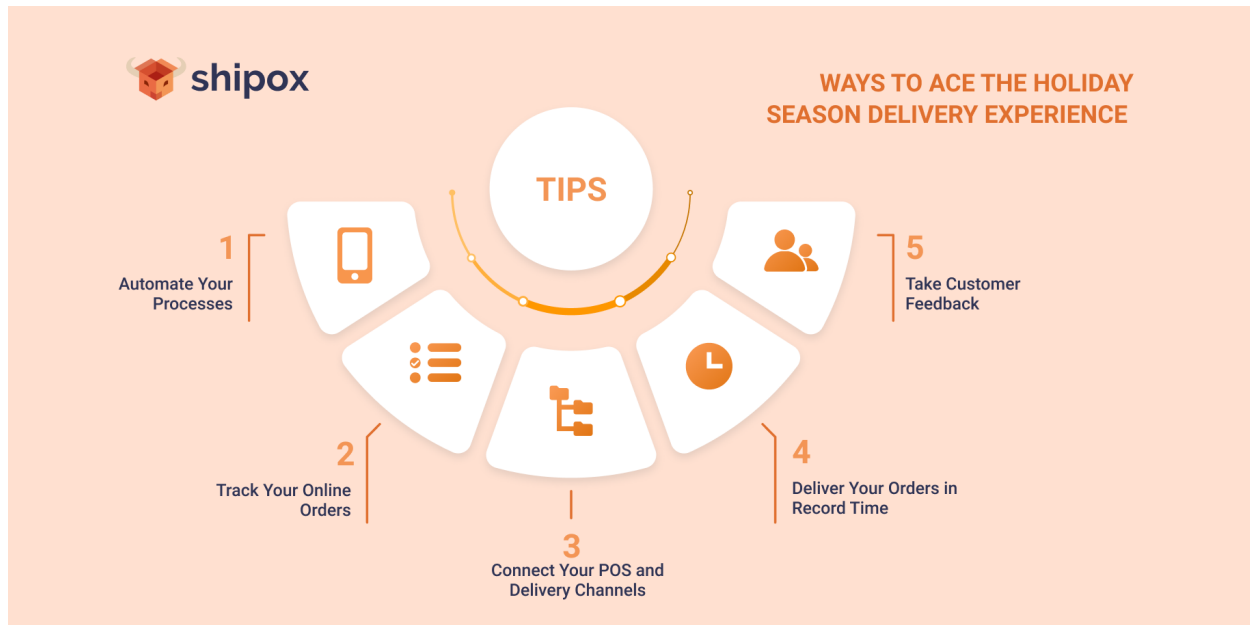 shipox
WAYS TO ACE THE HOLIDAY
SEASON DELIVERY EXPERIENCE
TIPS
1
Automate Your
Processes
2
Track Your Online
Orders
3
Connect Your POS and
Delivery Channels
4
Deliver Your Orders in
Record Time
5
Take Customer
Feedback